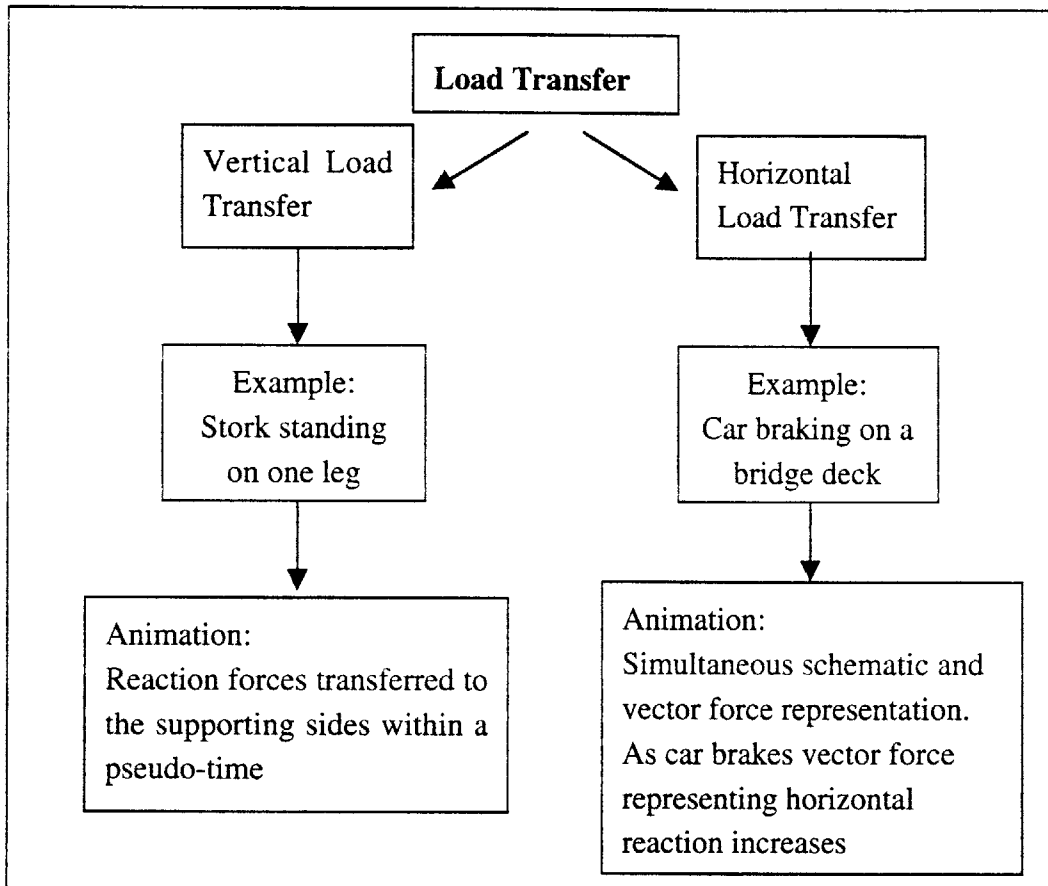 Load Transfer
Vertical Load
Transfer
Horizontal
Load Transfer
Example:
Stork standing
on one leg
Example:
Car braking on a
bridge deck
Animation:
Reaction forces transferred to
the supporting sides within a
pseudo-time
Animation:
Simultaneous schematic and
vector force representation.
As car brakes vector force
representing horizontal
reaction increases